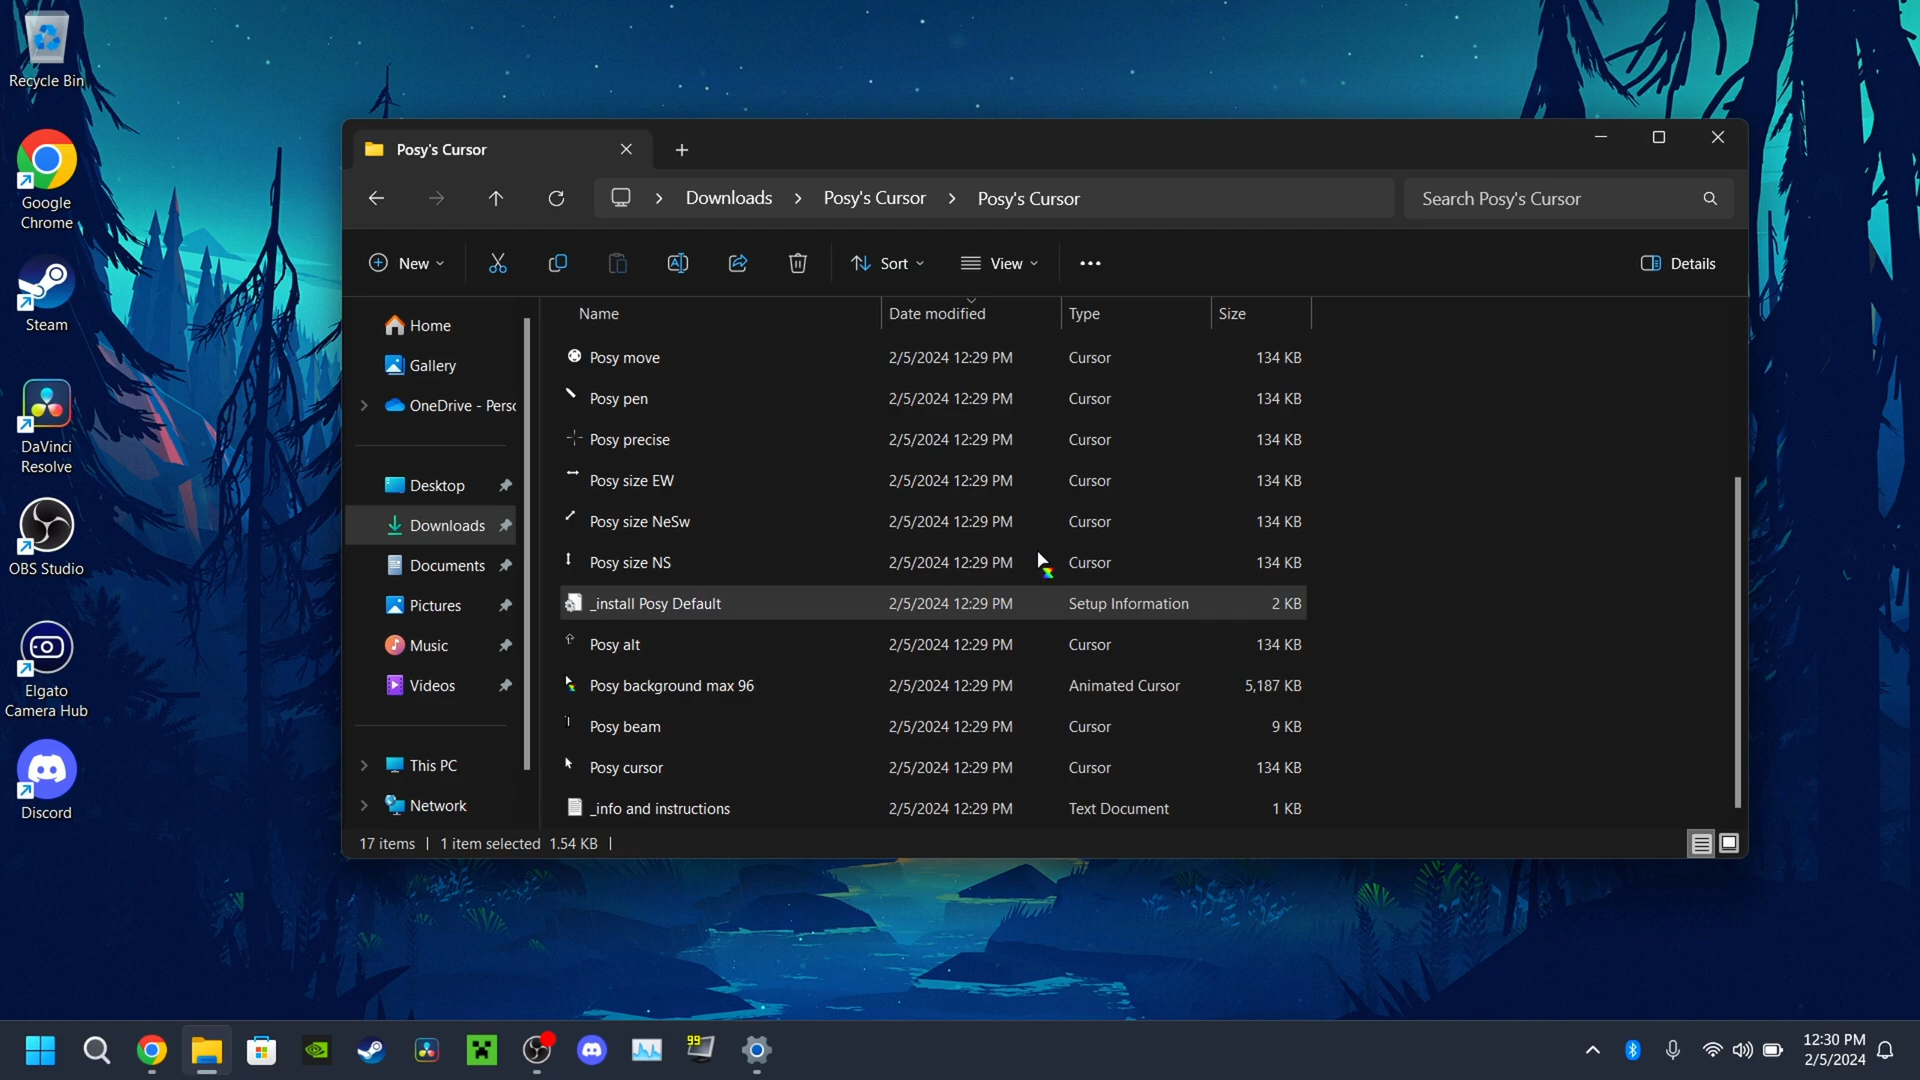 Recycle Bin
Google
Chrome
Steam
DaVinci
Resolve
OBS Studio
Elgato
Camera Hub
Discord
Posy's Cursor
Downloads > Posy's Cursor > Posy's Cursor
Search Posy's Cursor
New
Sort
View
Details
Home
Gallery
OneDrive - Perso
Desktop
Downloads
Documents
Pictures
Music
Videos
This PC
Network
Name Date modified Type Size
Posy move 2/5/2024 12:29 PM Cursor 134 KB
Posy pen 2/5/2024 12:29 PM Cursor 134 KB
Posy precise 2/5/2024 12:29 PM Cursor 134 KB
Posy size EW 2/5/2024 12:29 PM Cursor 134 KB
Posy size NeSw 2/5/2024 12:29 PM Cursor 134 KB
Posy size NS 2/5/2024 12:29 PM Cursor 134 KB
_install Posy Default 2/5/2024 12:29 PM Setup Information 2 KB
Posy alt 2/5/2024 12:29 PM Cursor 134 KB
Posy background max 96 2/5/2024 12:29 PM Animated Cursor 5,187 KB
Posy beam 2/5/2024 12:29 PM Cursor 9 KB
Posy cursor 2/5/2024 12:29 PM Cursor 134 KB
_info and instructions 2/5/2024 12:29 PM Text Document 1 KB
17 items | 1 item selected 1.54 KB |
99
12:30 PM
2/5/2024